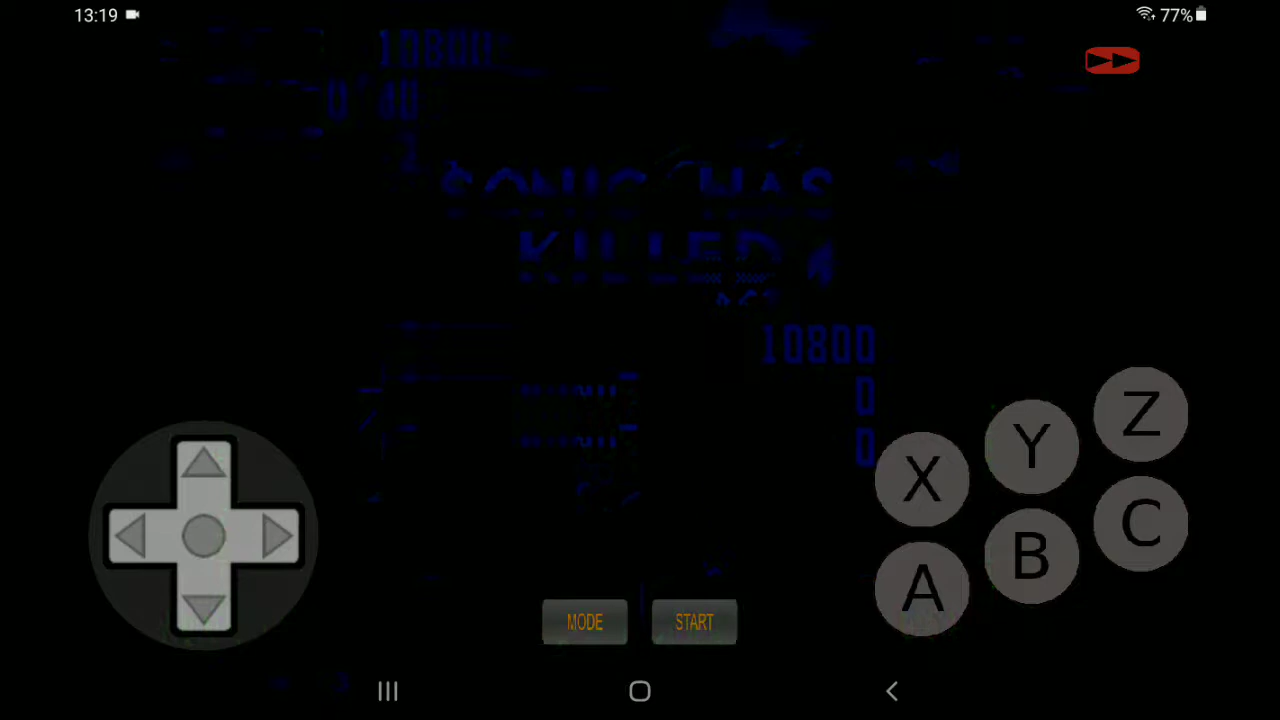 13:19
77%
10800
0 40
SONIC HAS
KILLED
10800
0
0
X
Y
Z
A
B
C
MODE
START